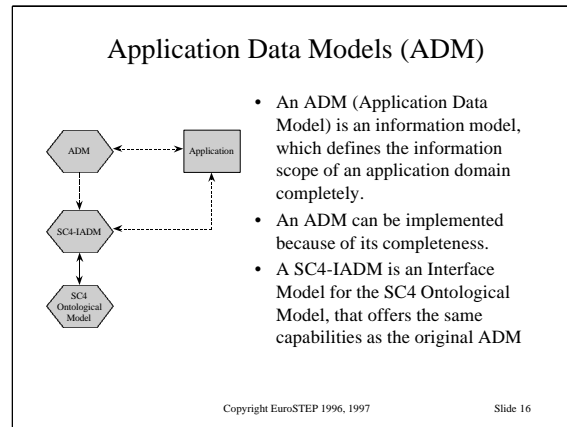 Application Data Models (ADM)
ADM
Application
SC4-IADM
SC4
Ontological
Model
• An ADM (Application Data
Model) is an information model,
which defines the information
scope of an application domain
completely.
• An ADM can be implemented
because of its completeness.
• A SC4-IADM is an Interface
Model for the SC4 Ontological
Model, that offers the same
capabilities as the original ADM
Copyright EuroSTEP 1996, 1997
Slide 16